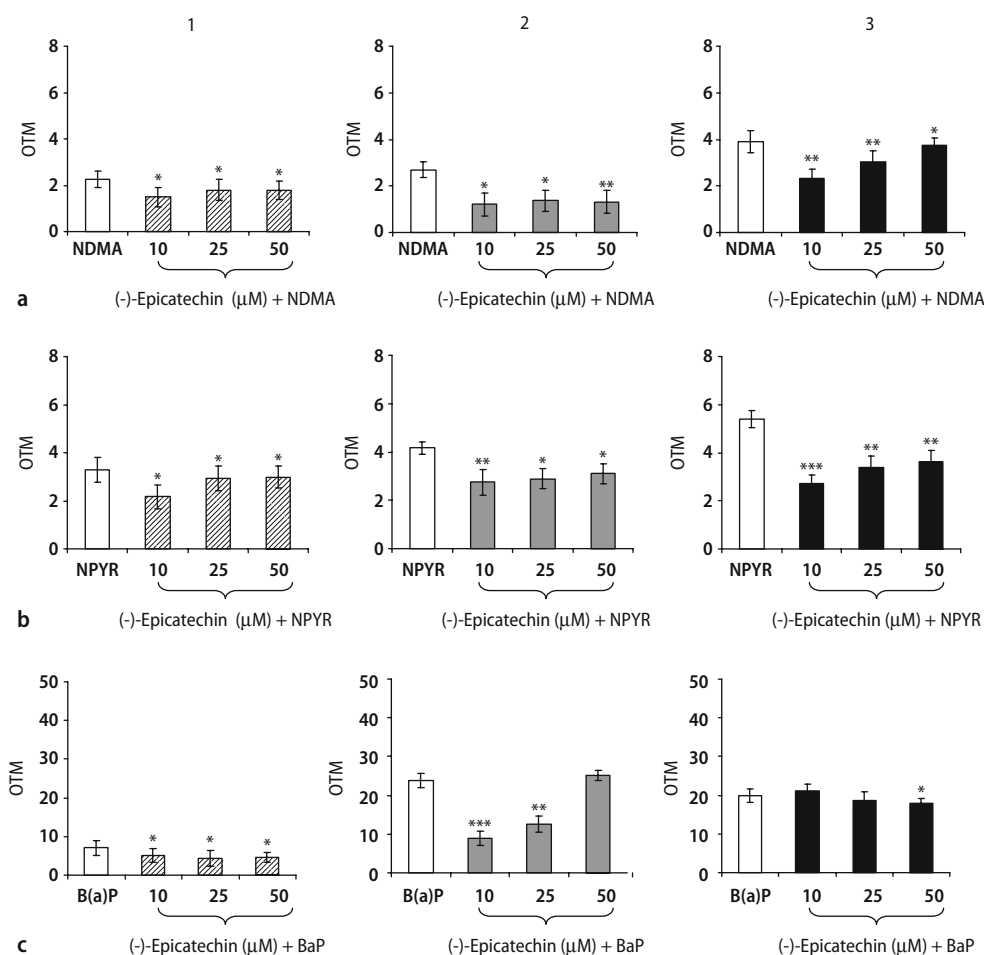 1 2 3
8 8 8
6 6 6
OTM 4 OTM 4 OTM 4
* * * * * ** ** ** *
2 2 2
0 0 0
NDMA 10 25 50 NDMA 10 25 50 NDMA 10 25 50
a (-)-Epicatechin (μM) + NDMA (-)-Epicatechin (μM) + NDMA (-)-Epicatechin (μM) + NDMA
8 8 8
6 6 6
OTM 4 OTM 4 OTM 4
* * * ** * * *** ** **
2 2 2
0 0 0
NPYR 10 25 50 NPYR 10 25 50 NPYR 10 25 50
b (-)-Epicatechin (μM) + NPYR (-)-Epicatechin (μM) + NPYR (-)-Epicatechin (μM) + NPYR
50 50 50
40 40 40
30 30 30
OTM 20 OTM 20 OTM 20
* * * *** ** *
10 10 10
0 0 0
B(a)P 10 25 50 B(a)P 10 25 50 B(a)P 10 25 50
c (-)-Epicatechin (μM) + BaP (-)-Epicatechin (μM) + BaP (-)-Epicatechin (μM) + BaP